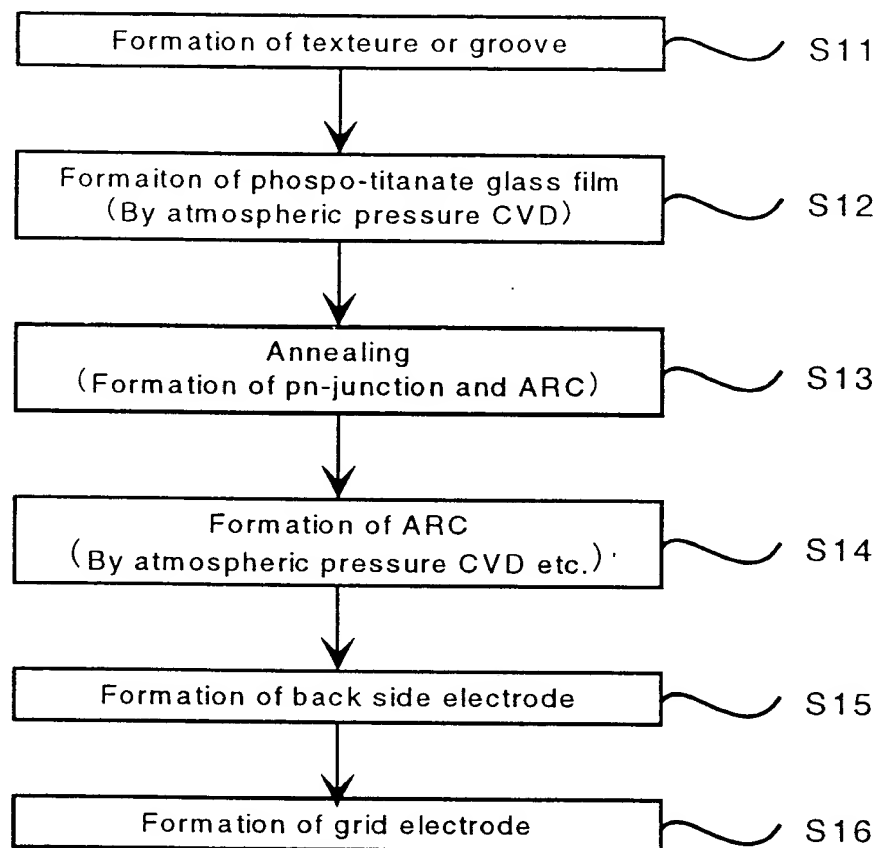 Formation of texteure or groove
S11
Formaiton of phospo-titanate glass film
(By atmospheric pressure CVD)
S12
Annealing
(Formation of pn-junction and ARC)
S13
Formation of ARC
(By atmospheric pressure CVD etc.)
S14
Formation of back side electrode
S15
Formation of grid electrode
S16